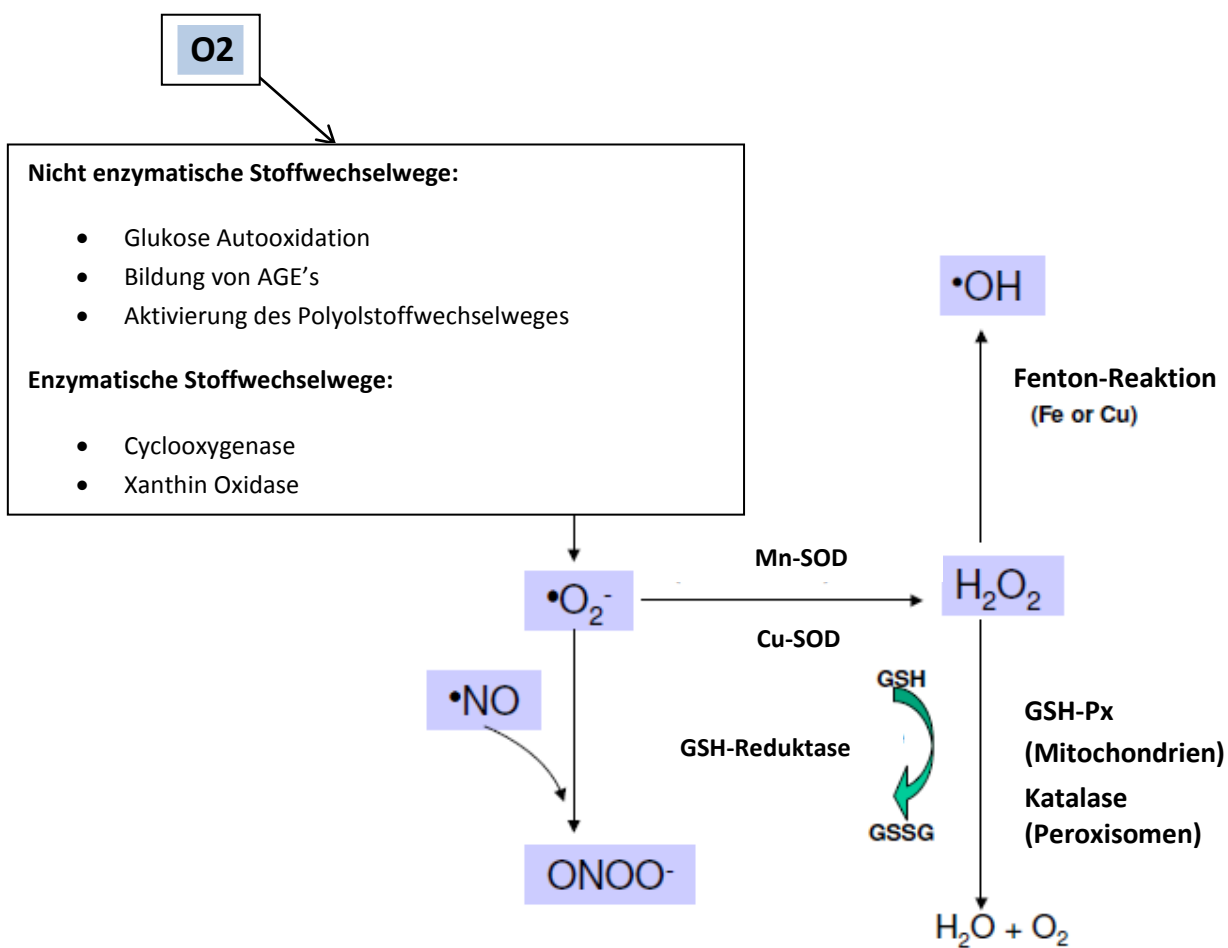 O2
Nicht enzymatische Stoffwechselwege:
• Glukose Autooxidation
• Bildung von AGE’s
• Aktivierung des Polyolstoffwechselweges
Enzymatische Stoffwechselwege:
• Cyclooxygenase
• Xanthin Oxidase
•OH
Fenton-Reaktion
(Fe or Cu)
•O₂⁻
Mn-SOD
Cu-SOD
H₂O₂
•NO
GSH-Reduktase
GSH
GSSG
GSH-Px
(Mitochondrien)
Katalase
(Peroxisomen)
ONOO⁻
H₂O + O₂